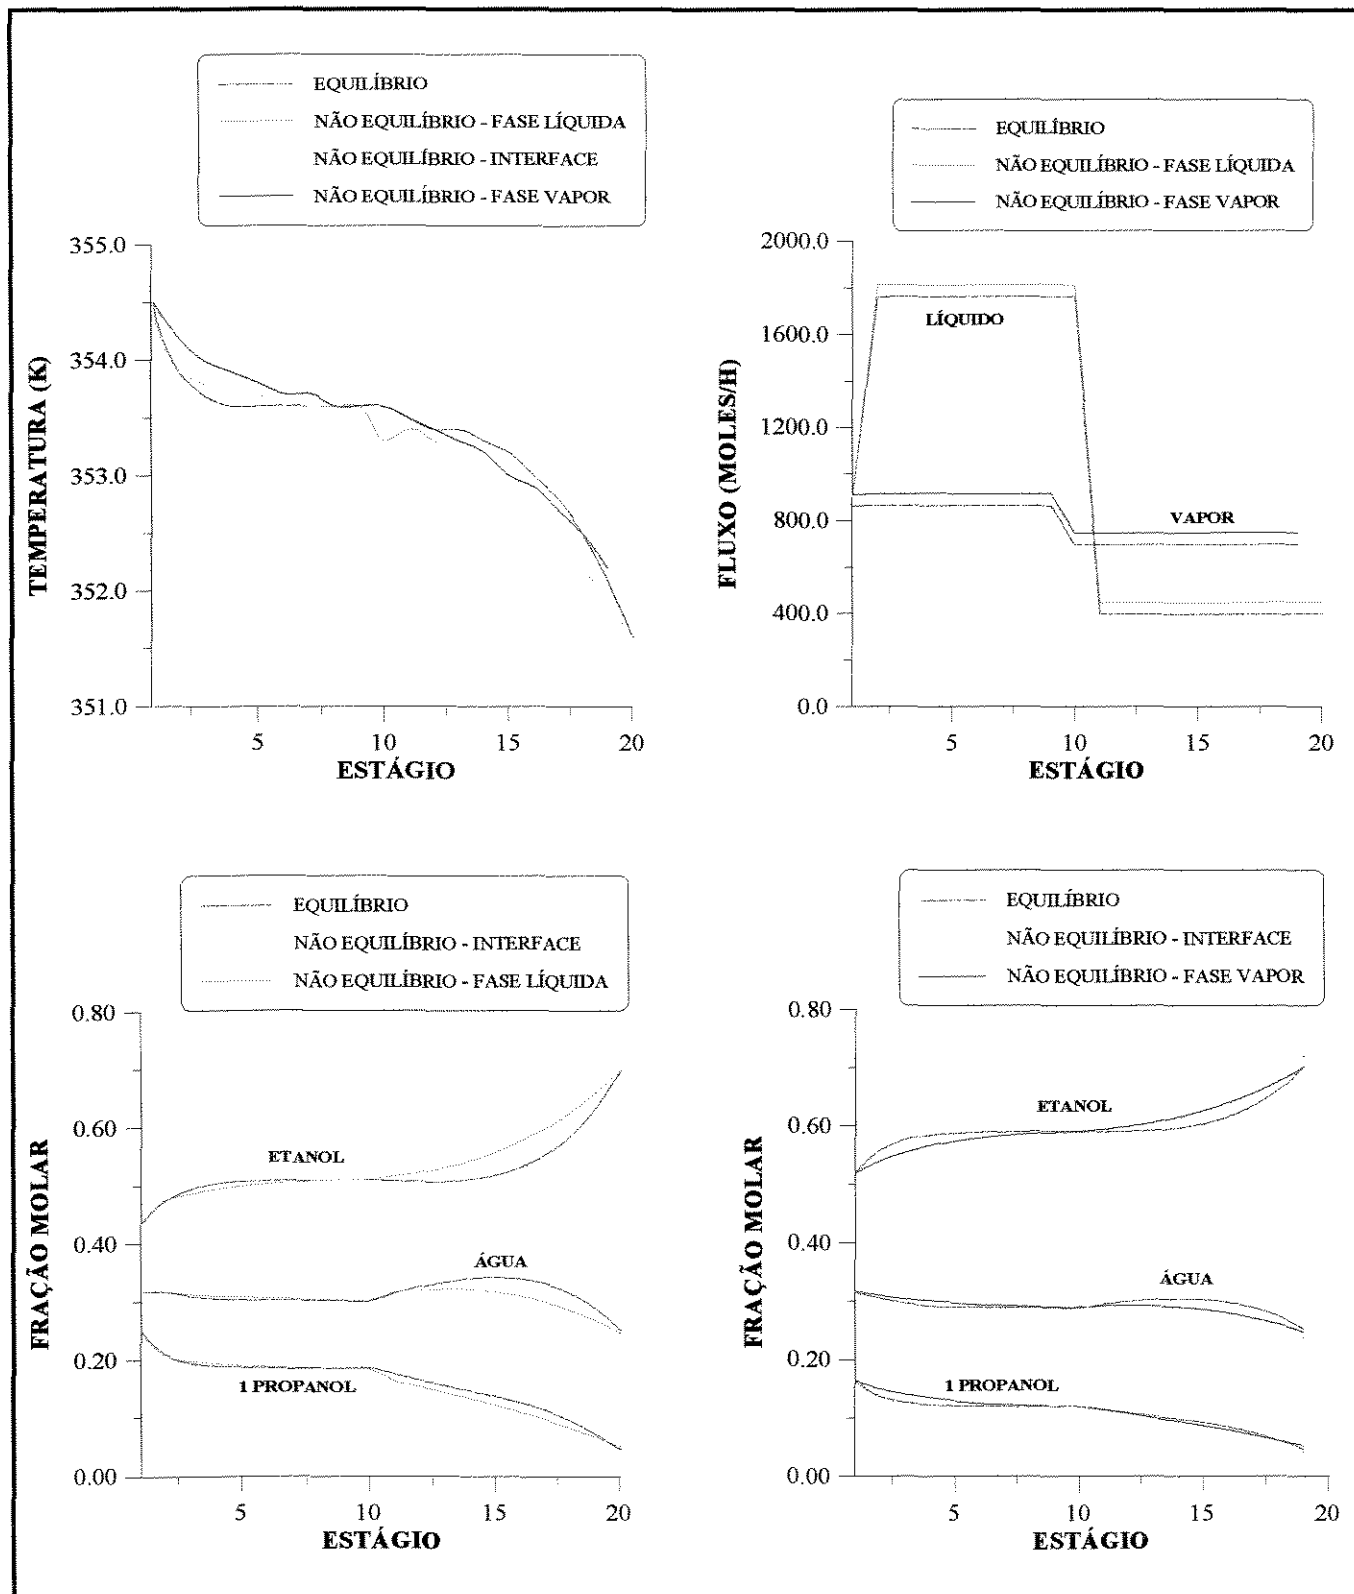 EQUILÍBRIO
NÃO EQUILÍBRIO - FASE LÍQUIDA
NÃO EQUILÍBRIO - INTERFACE
NÃO EQUILÍBRIO - FASE VAPOR
355.0
354.0
353.0
352.0
351.0
TEMPERATURA (K)
5
10
15
20
ESTÁGIO
EQUILÍBRIO
NÃO EQUILÍBRIO - FASE LÍQUIDA
NÃO EQUILÍBRIO - FASE VAPOR
2000.0
1600.0
1200.0
800.0
400.0
0.0
FLUXO (MOLES/H)
LÍQUIDO
VAPOR
5
10
15
20
ESTÁGIO
EQUILÍBRIO
NÃO EQUILÍBRIO - INTERFACE
NÃO EQUILÍBRIO - FASE LÍQUIDA
0.80
0.60
0.40
0.20
0.00
FRAÇÃO MOLAR
ETANOL
ÁGUA
1 PROPANOL
5
10
15
20
ESTÁGIO
EQUILÍBRIO
NÃO EQUILÍBRIO - INTERFACE
NÃO EQUILÍBRIO - FASE VAPOR
0.80
0.60
0.40
0.20
0.00
FRAÇÃO MOLAR
ETANOL
ÁGUA
1 PROPANOL
5
10
15
20
ESTÁGIO